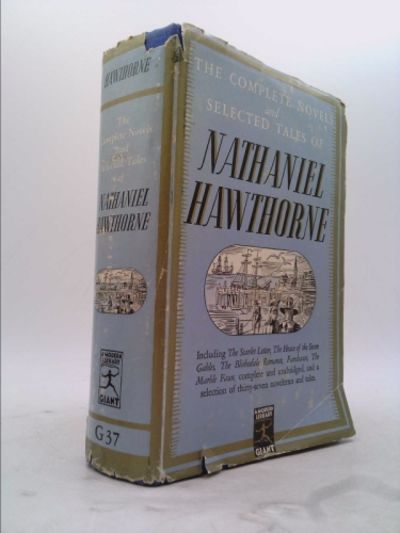 HAWTHORNE
The
Complete Novels
and
Selected Tales
of
NATHANIEL
HAWTHORNE
A MODERN
LIBRARY
GIANT
G37
THE COMPLETE NOVELS
and
SELECTED TALES OF
NATHANIEL
HAWTHORNE
Including The Scarlet Letter, The House of the Seven
Gables, The Blithedale Romance, Fanshawe, The
Marble Faun, complete and unabridged, and a
selection of thirty-seven novelettes and tales.
A MODERN
LIBRARY
GIANT